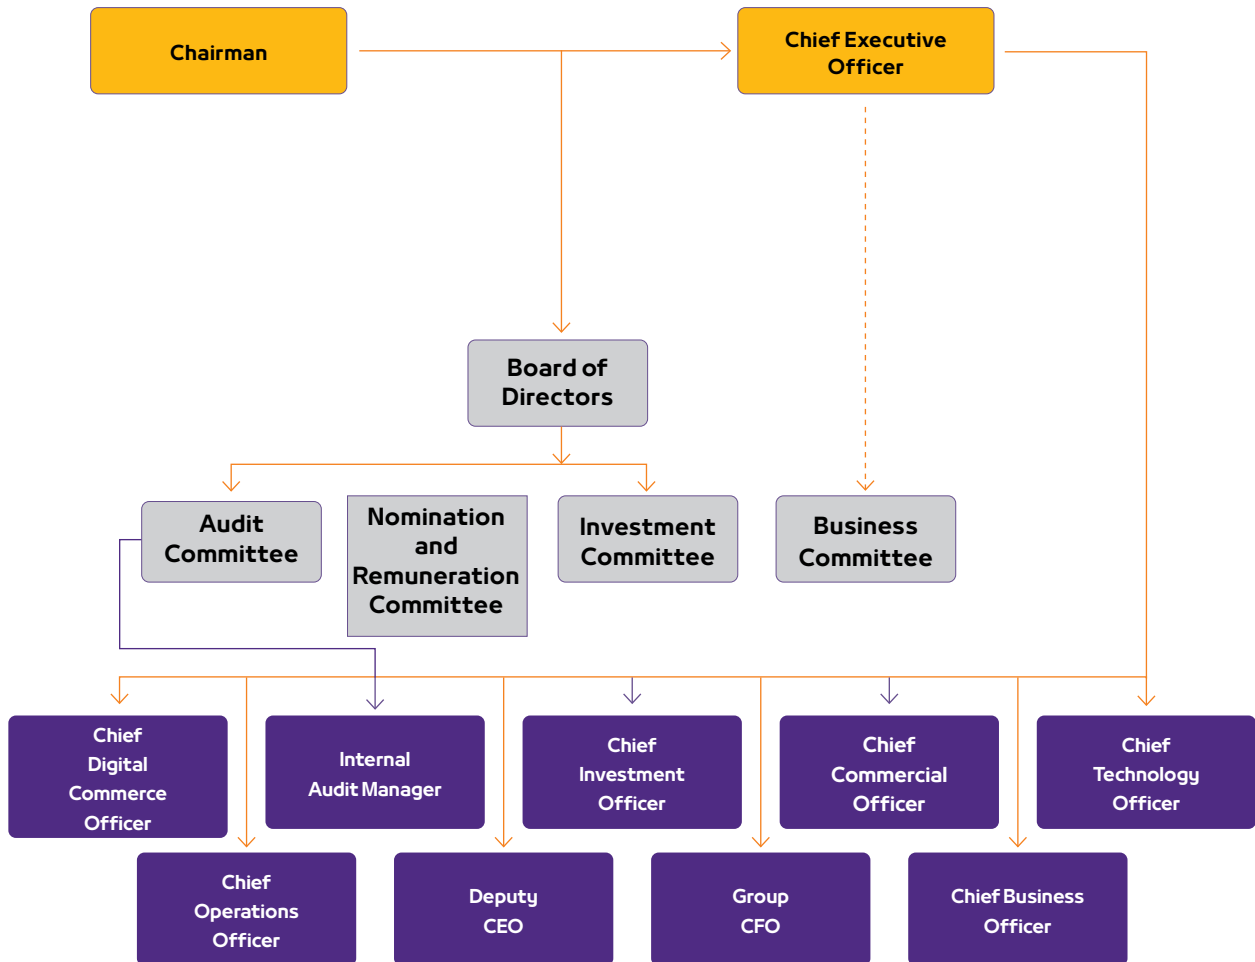 Chairman
Chief Executive
Officer
Board of
Directors
Audit
Committee
Nomination
and
Remuneration
Committee
Investment
Committee
Business
Committee
Chief
Digital
Commerce
Officer
Internal
Audit Manager
Chief
Investment
Officer
Chief
Commercial
Officer
Chief
Technology
Officer
Chief
Operations
Officer
Deputy
CEO
Group
CFO
Chief Business
Officer